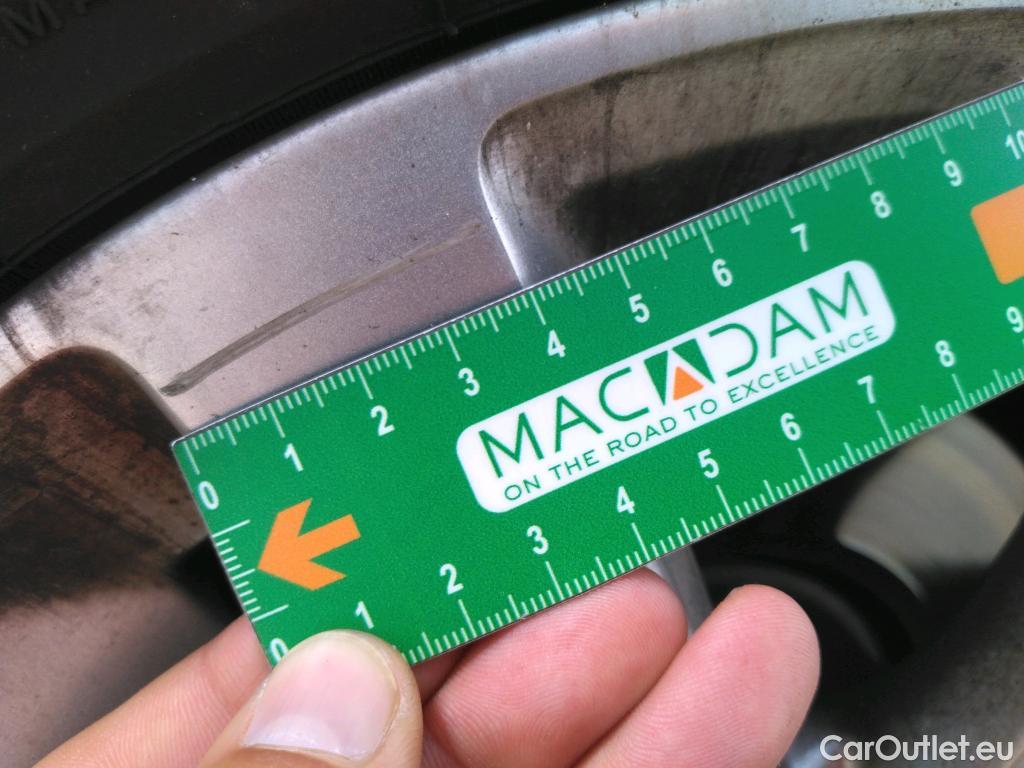 0 1 2 3 4 5 6 7 8 9 10
MACADAM
ON THE ROAD TO EXCELLENCE
0 1 2 3 4 5 6 7 8 9
CarOutlet.eu